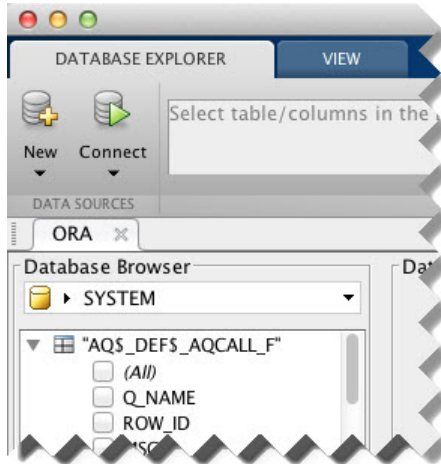 DATABASE EXPLORER VIEW
Select table/columns in the
New Connect
DATA SOURCES
ORA
Database Browser Dat
SYSTEM
"AQ$_DEF$_AQCALL_F"
(All)
Q_NAME
ROW_ID